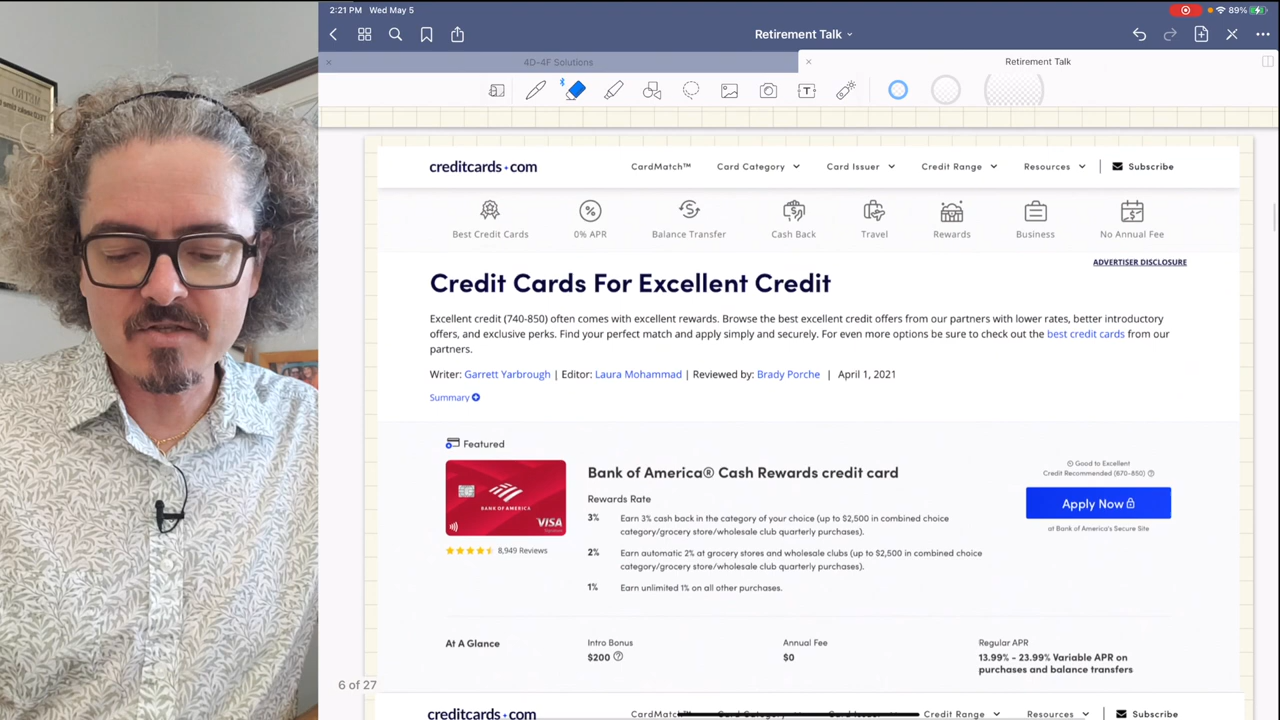 2:21 PM Wed May 5
89%
Retirement Talk
4D-4F Solutions
Retirement Talk
T
creditcards.com
CardMatch™ Card Category Card Issuer Credit Range Resources Subscribe
Best Credit Cards 0% APR Balance Transfer Cash Back Travel Rewards Business No Annual Fee
ADVERTISER DISCLOSURE
Credit Cards For Excellent Credit
Excellent credit (740-850) often comes with excellent rewards. Browse the best excellent credit offers from our partners with lower rates, better introductory
offers, and exclusive perks. Find your perfect match and apply simply and securely. For even more options be sure to check out the best credit cards from our
partners.
Writer: Garrett Yarbrough | Editor: Laura Mohammad | Reviewed by: Brady Porche | April 1, 2021
Summary
Featured
BANK OF AMERICA
VISA
8,949 Reviews
Bank of America® Cash Rewards credit card
Rewards Rate
3% Earn 3% cash back in the category of your choice (up to $2,500 in combined choice
category/grocery store/wholesale club quarterly purchases).
2% Earn automatic 2% at grocery stores and wholesale clubs (up to $2,500 in combined choice
category/grocery store/wholesale club quarterly purchases).
1% Earn unlimited 1% on all other purchases.
Good to Excellent
Credit Recommended (670-850)
Apply Now
at Bank of America's Secure Site
At A Glance
Intro Bonus
$200
Annual Fee
$0
Regular APR
13.99% - 23.99% Variable APR on
purchases and balance transfers
6 of 27
creditcards.com
CardMatch Card Category Card Issuer Credit Range Resources Subscribe